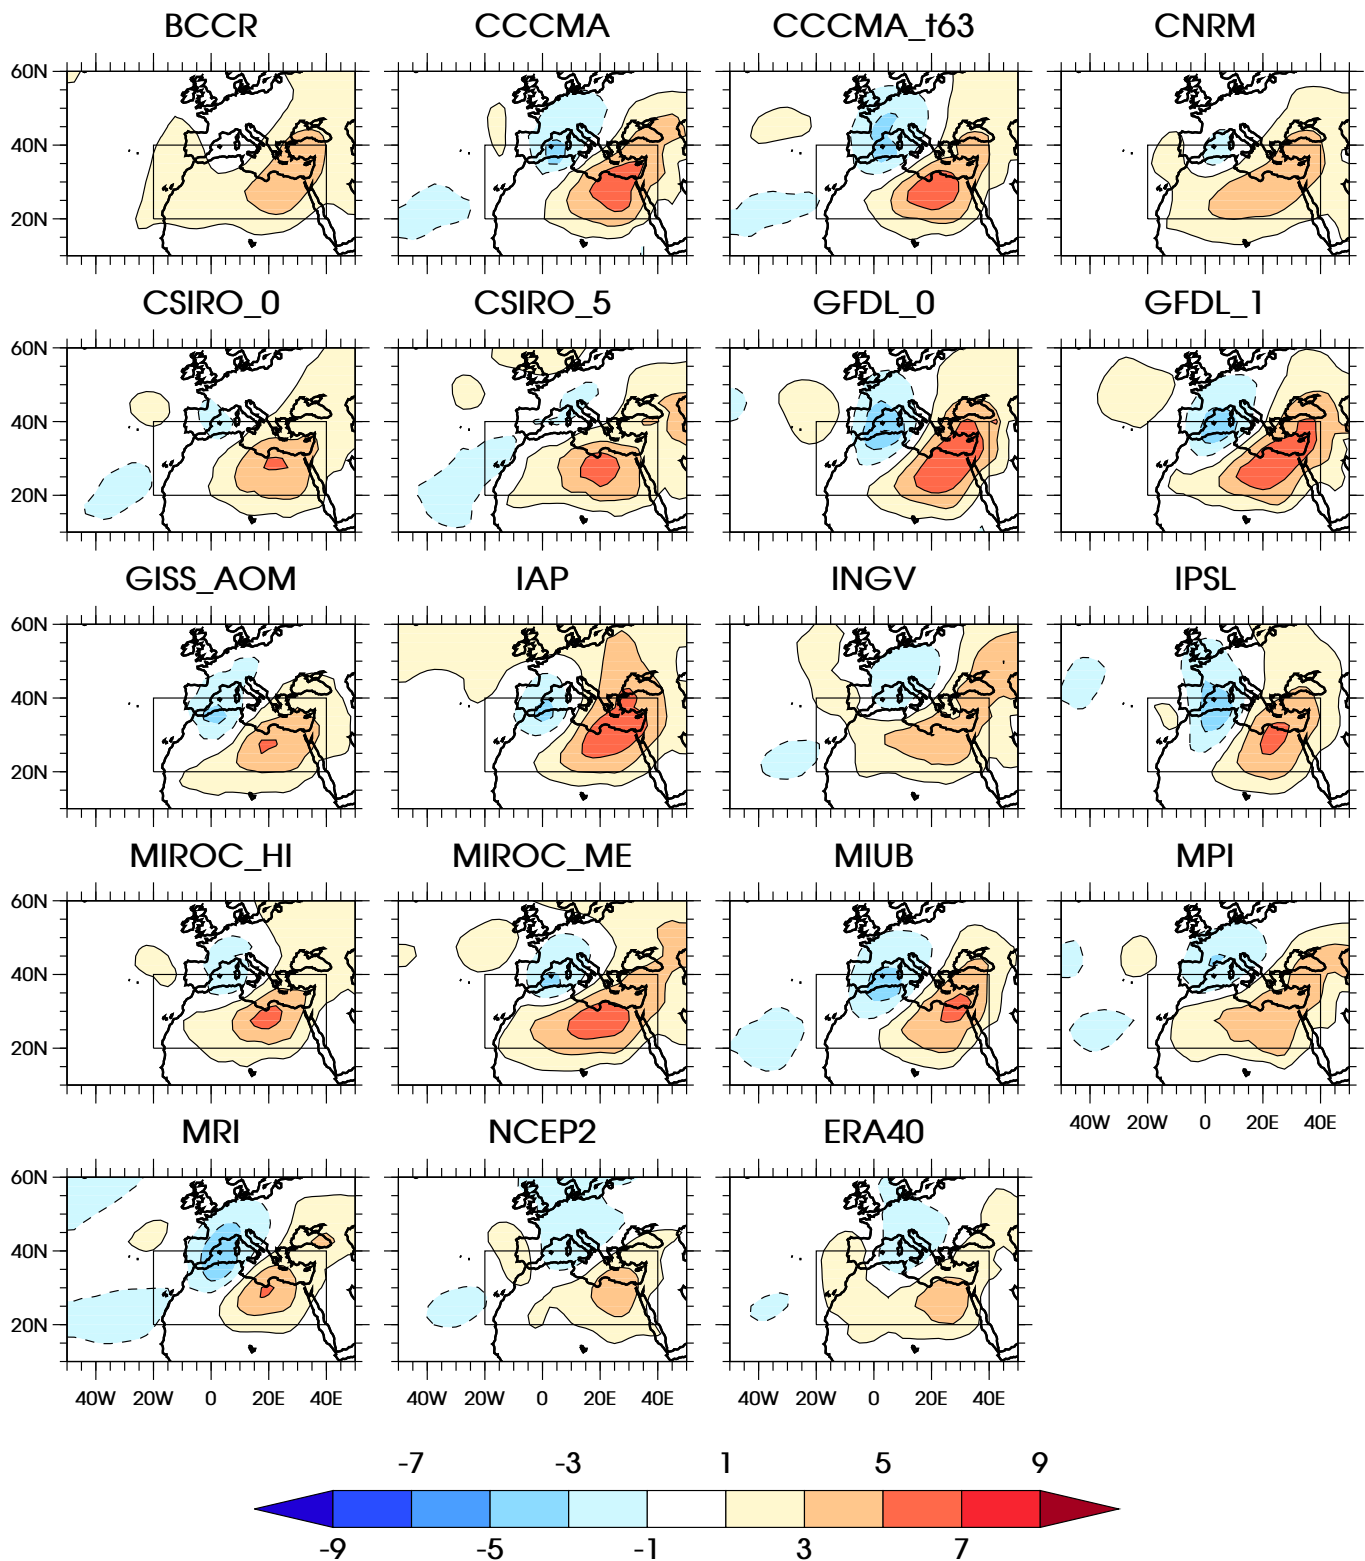 BCCR CCCMA CCCMA_t63 CNRM
60N
40N
20N
CSIRO_0 CSIRO_5 GFDL_0 GFDL_1
60N
40N
20N
GISS_AOM IAP INGV IPSL
60N
40N
20N
MIROC_HI MIROC_ME MIUB MPI
60N
40N
20N
40W 20W 0 20E 40E
MRI NCEP2 ERA40
60N
40N
20N
40W 20W 0 20E 40E 40W 20W 0 20E 40E 40W 20W 0 20E 40E
-7 -3 1 5 9
-9 -5 -1 3 7